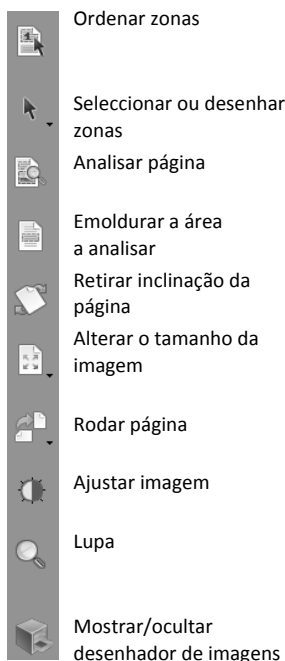 Ordenar zonas
Seleccionar ou desenhar
zonas
Analisar página
Emoldurar a área
a analisar
Retirar inclinação da
página
Alterar o tamanho da
imagem
Rodar página
Ajustar imagem
Lupa
Mostrar/ocultar
desenhador de imagens